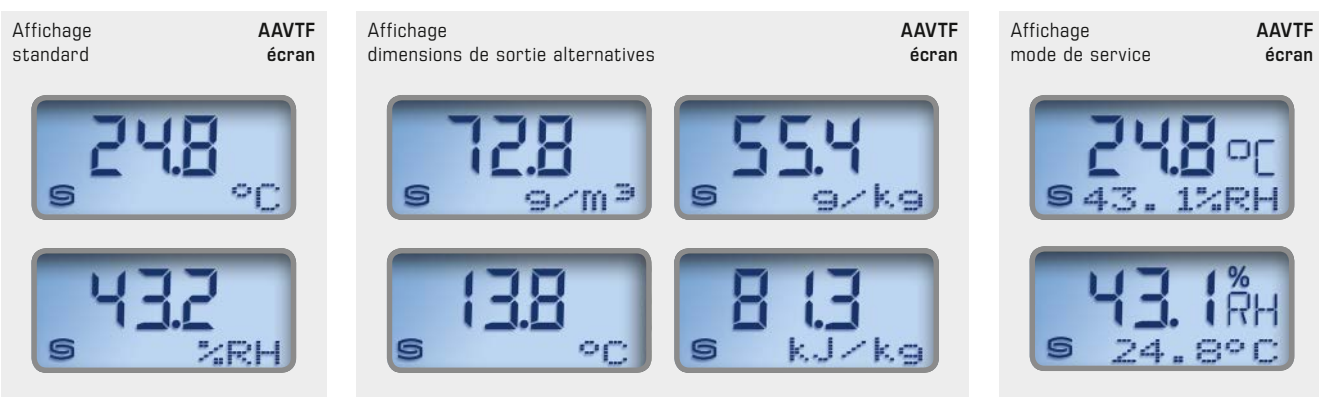 Affichage AAVTF
standard écran
24.8
°C
43.2
%RH
Affichage AAVTF
dimensions de sortie alternatives écran
72.8
g/m³
55.4
g/kg
13.8
°C
81.3
kJ/kg
Affichage AAVTF
mode de service écran
24.8 °C
43.1%RH
43.1 % RH
24.8°C